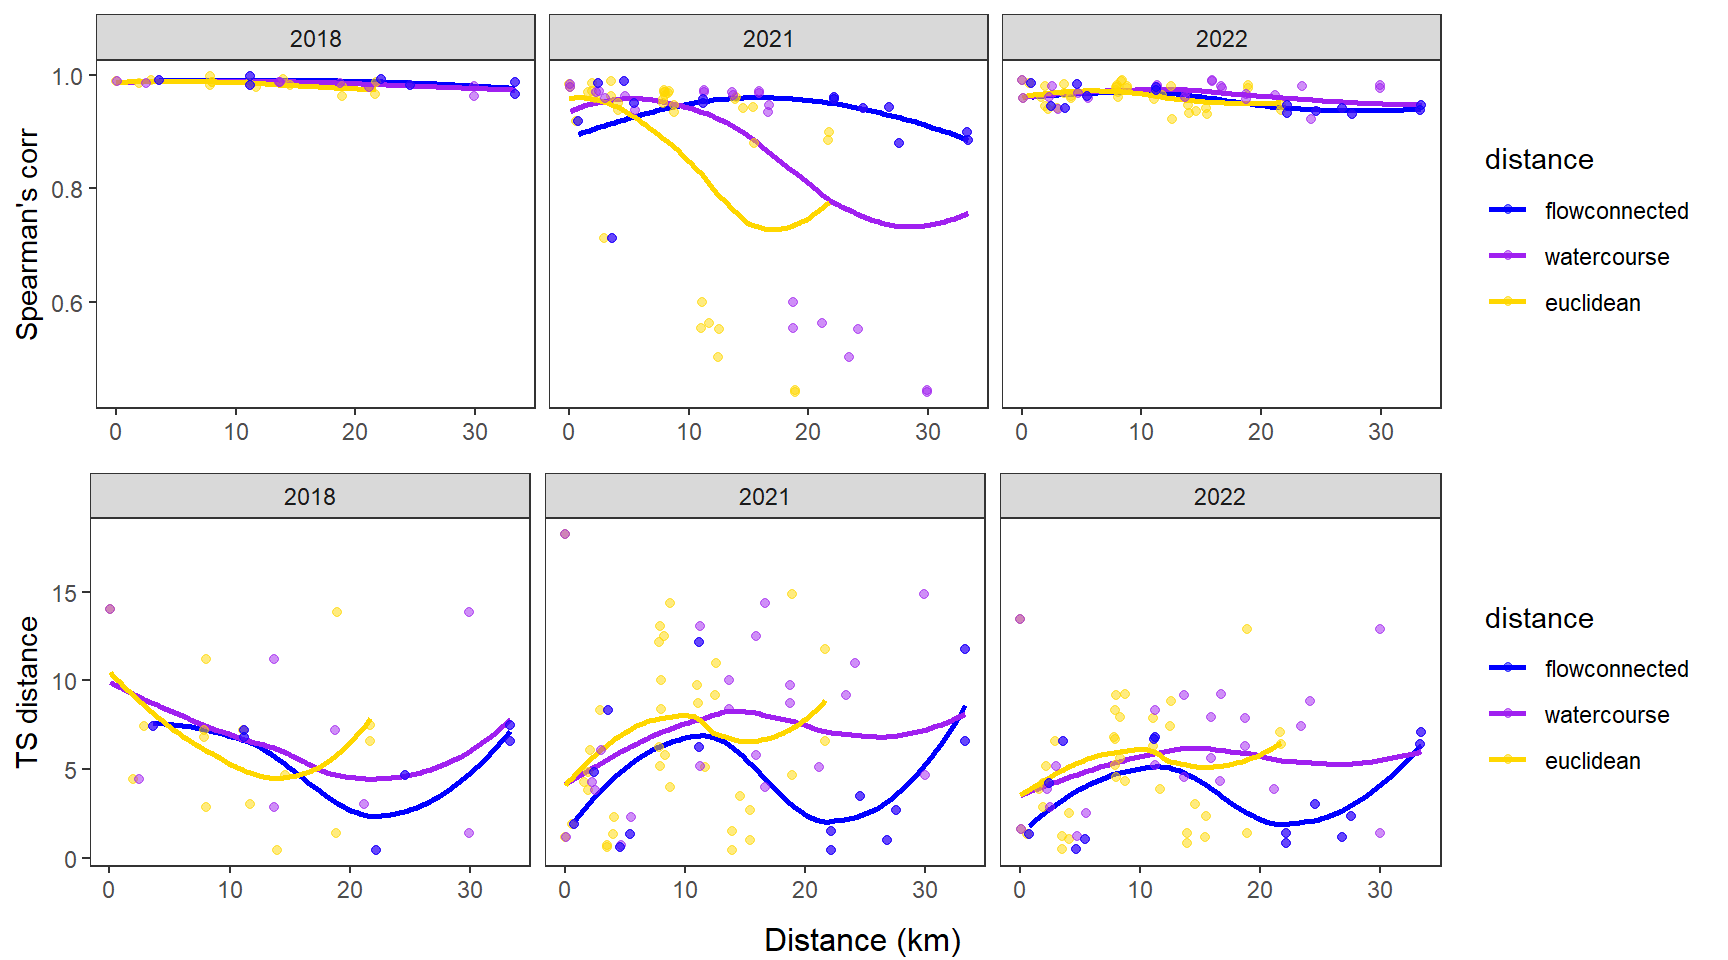 2018 2021 2022
1.0
0.8
0.6
Spearman's corr
0 10 20 30 0 10 20 30 0 10 20 30
distance
flowconnected
watercourse
euclidean
2018 2021 2022
15
10
5
0
TS distance
0 10 20 30 0 10 20 30 0 10 20 30
Distance (km)
distance
flowconnected
watercourse
euclidean